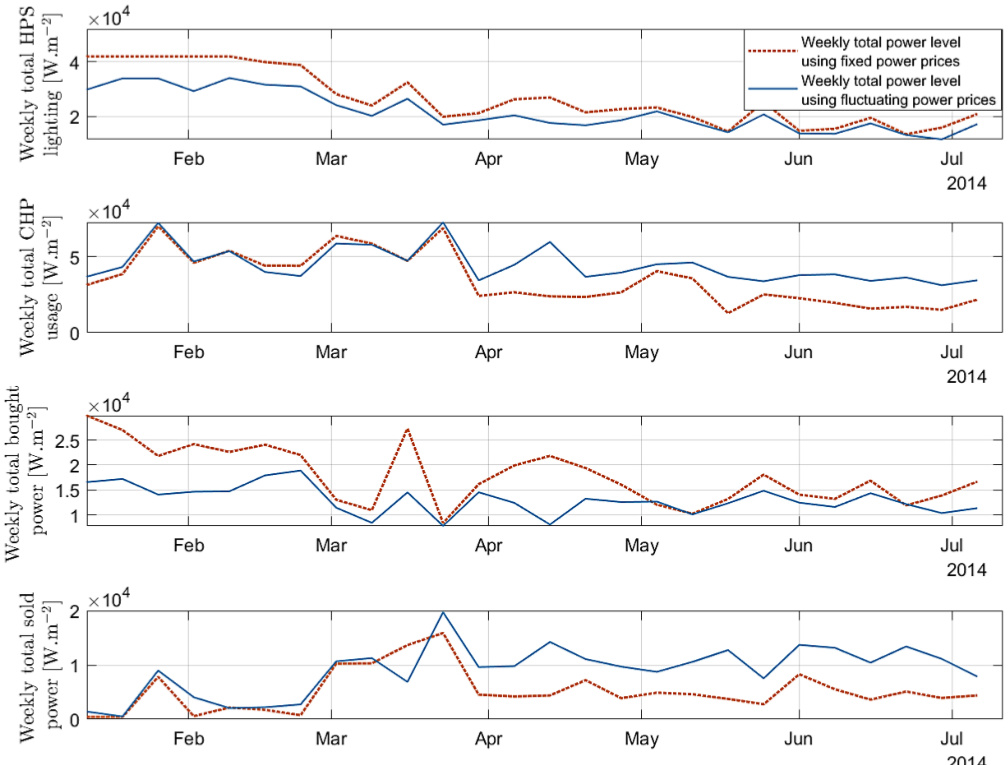 ×10⁴
Weekly total HPS
lighting [W.m⁻²]
4
2
Weekly total power level
using fixed power prices
Weekly total power level
using fluctuating power prices
Feb Mar Apr May Jun Jul
2014
×10⁴
Weekly total CHP
usage [W.m⁻²]
5
0
Feb Mar Apr May Jun Jul
2014
×10⁴
Weekly total bought
power [W.m⁻²]
2.5
2
1.5
1
Feb Mar Apr May Jun Jul
2014
×10⁴
Weekly total sold
power [W.m⁻²]
2
1
0
Feb Mar Apr May Jun Jul
2014